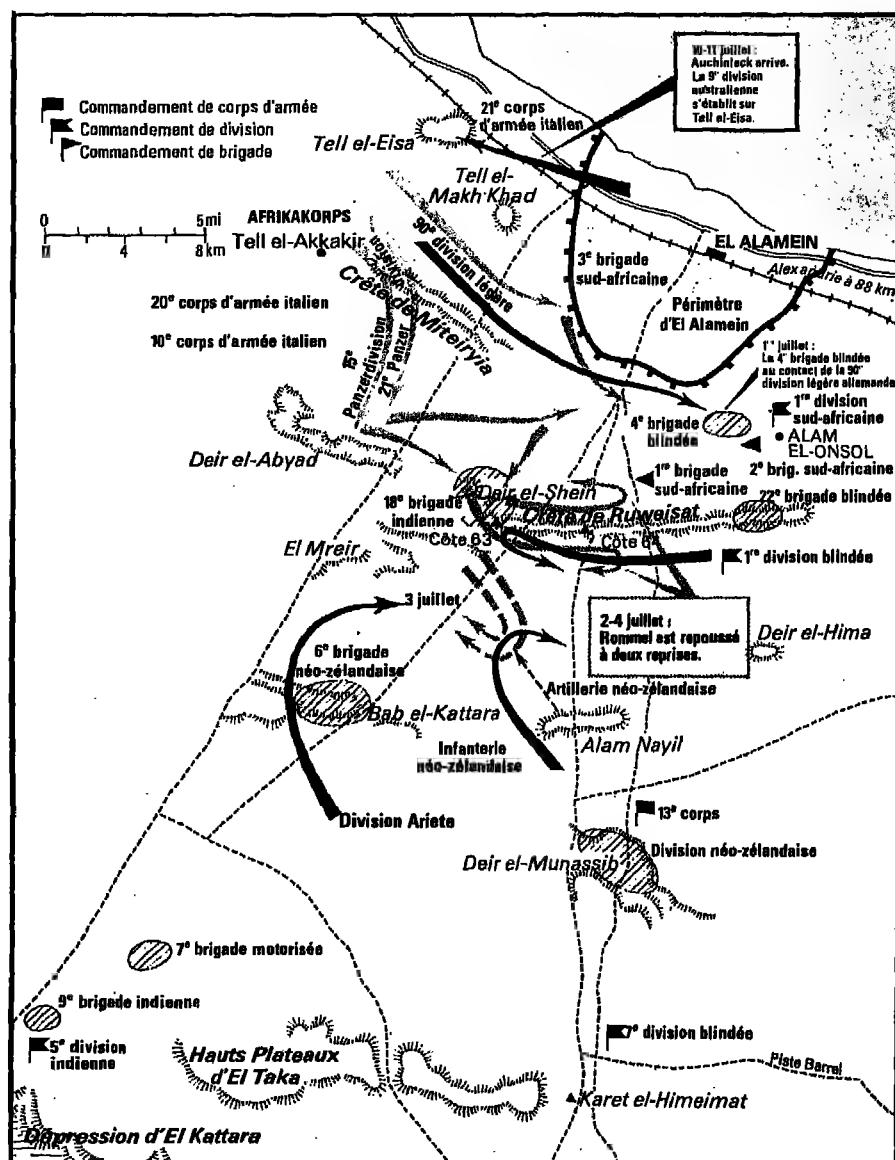 10-11 juillet :
Auchinleck arrive.
La 9e division
australienne
s'établit sur
Tell el-Eisa.
Commandement de corps d'armée
Commandement de division
Commandement de brigade
21e corps
d'armée italien
Tell el-Eisa
Tell el-
Makh Khad
0 5 mi
0 4 8 km
AFRIKAKORPS
Tell el-Akkakir
90e division légère
3e brigade
sud-africaine
EL ALAMEIN
Alexandrie à 88 km
Périmètre
d'El Alamein
20e corps d'armée italien
10e corps d'armée italien
Crête de Miteiryia
15e
Panzerdivision
21e Panzer
1er juillet :
La 4e brigade blindée
au contact de la 90e
division légère allemande
4e brigade
blindée
1re division
sud-africaine
ALAM
EL-ONSOL
Deir el-Abyad
1re brigade
sud-africaine
2e brig. sud-africaine
Deir el-Shein
22e brigade blindée
18e brigade
indienne
Crête de Ruweisat
Côte 63
Côte 64
El Mreir
1re division blindée
3 juillet
2-4 juillet :
Rommel est repoussé
à deux reprises.
Deir el-Hima
6e brigade
néo-zélandaise
Artillerie néo-zélandaise
Bab el-Kattara
Infanterie
néo-zélandaise
Alam Nayil
Division Ariete
13e corps
Division néo-zélandaise
Deir el-Munassib
7e brigade motorisée
9e brigade indienne
5e division
indienne
Hauts Plateaux
d'El Taka
7e division blindée
Piste Barrel
Karet el-Himeimat
Dépression d'El Kattara